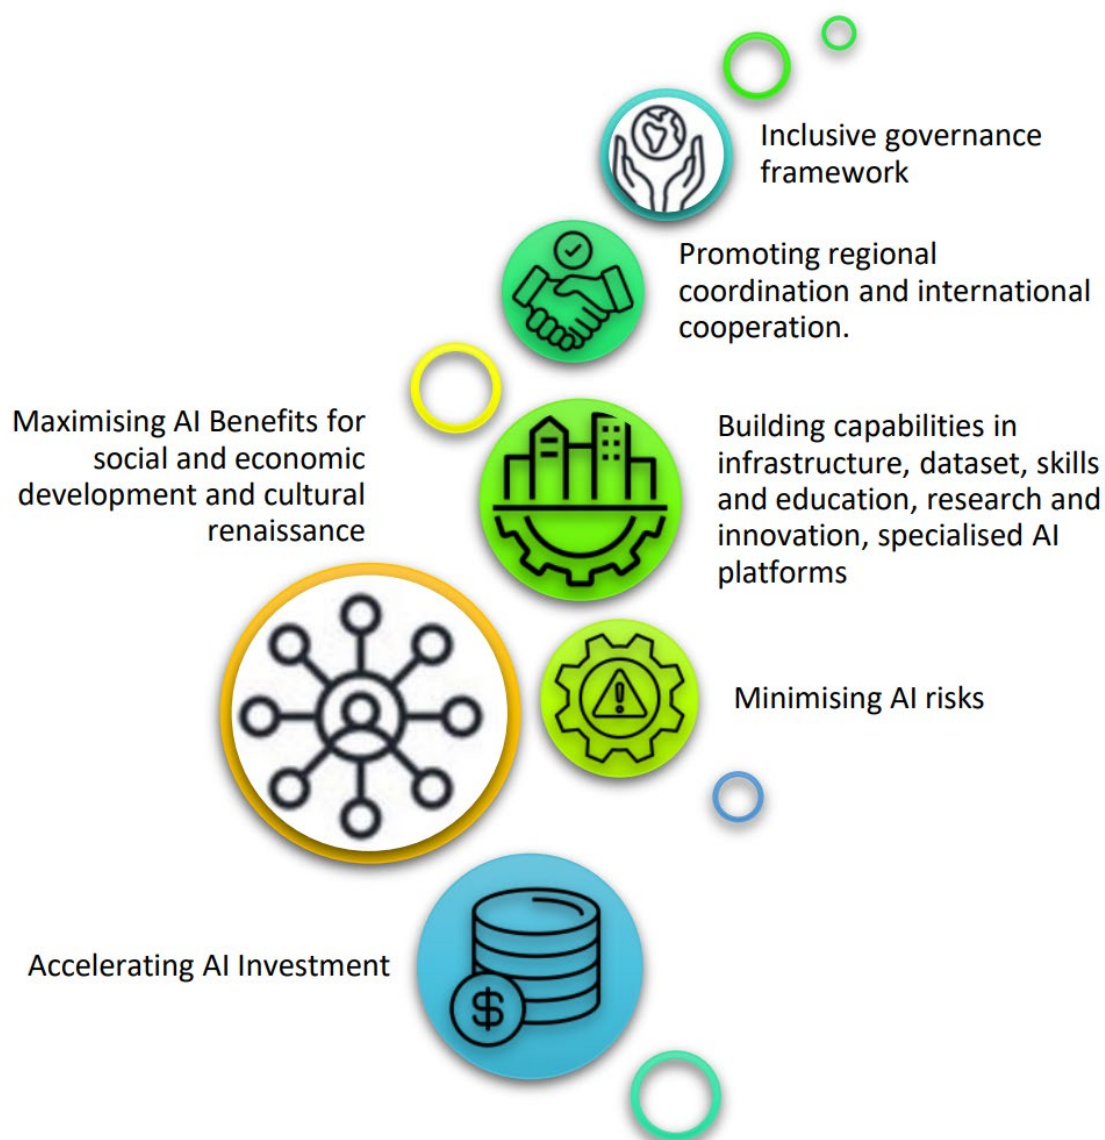 Inclusive governance
framework
Promoting regional
coordination and international
cooperation.
Maximising AI Benefits for
social and economic
development and cultural
renaissance
Building capabilities in
infrastructure, dataset, skills
and education, research and
innovation, specialised AI
platforms
Minimising AI risks
Accelerating AI Investment
$